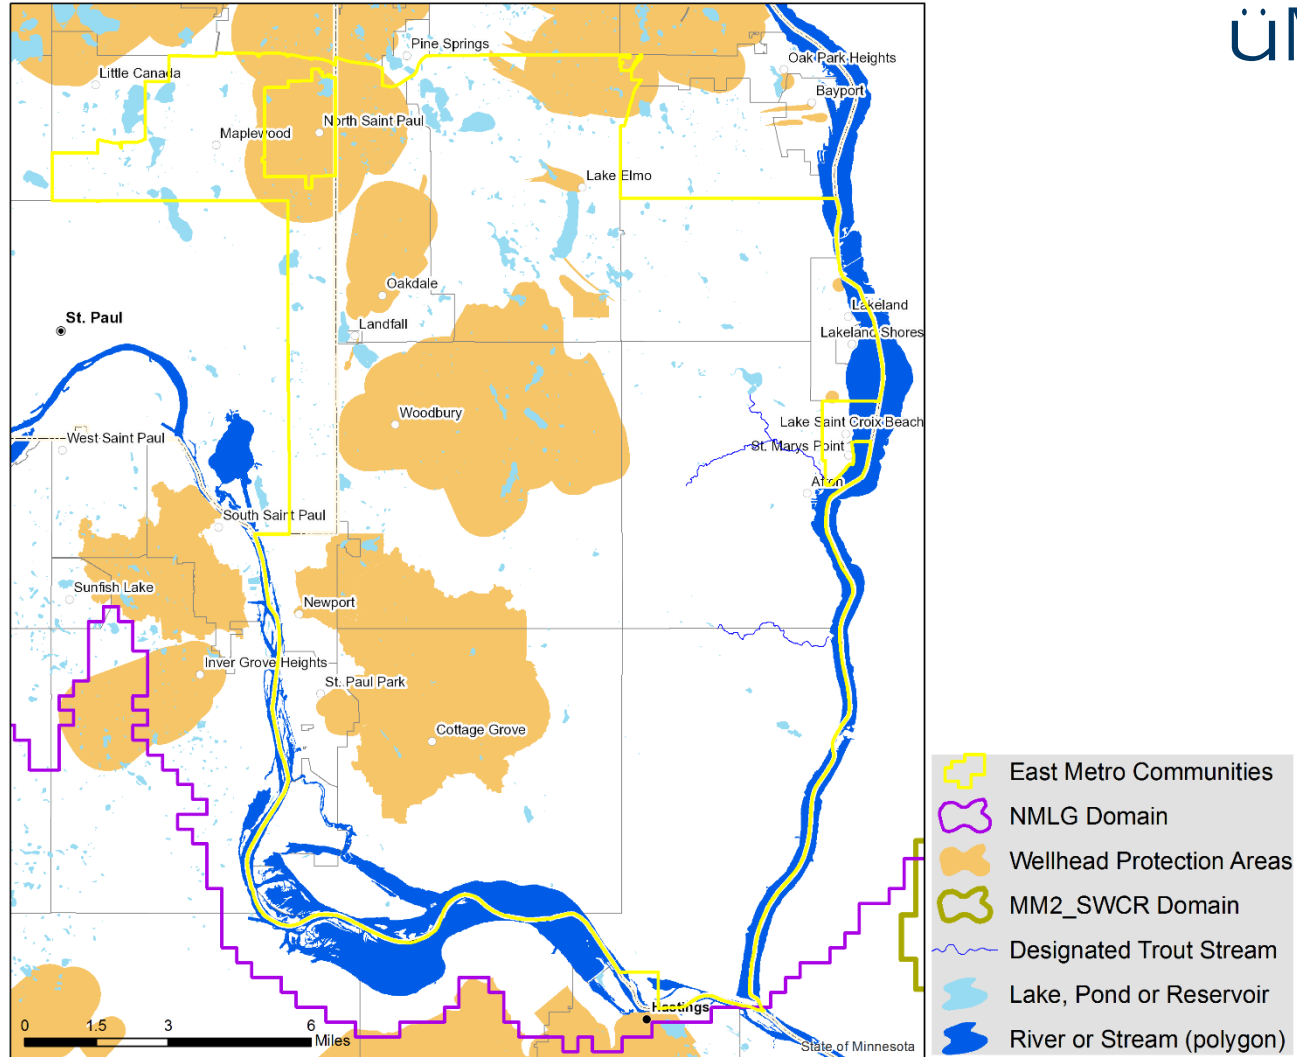 üM
Pine Springs
Oak Park Heights
Little Canada
Bayport
North Saint Paul
Maplewood
Lake Elmo
Oakdale
Lakeland
St. Paul
Landfall
Lakeland Shores
Woodbury
Lake Saint Croix Beach
West Saint Paul
St. Marys Point
Afton
South Saint Paul
Sunfish Lake
Newport
Inver Grove Heights
St. Paul Park
Cottage Grove
Hastings
0 1.5 3 6
Miles
State of Minnesota
East Metro Communities
NMLG Domain
Wellhead Protection Areas
MM2_SWCR Domain
Designated Trout Stream
Lake, Pond or Reservoir
River or Stream (polygon)